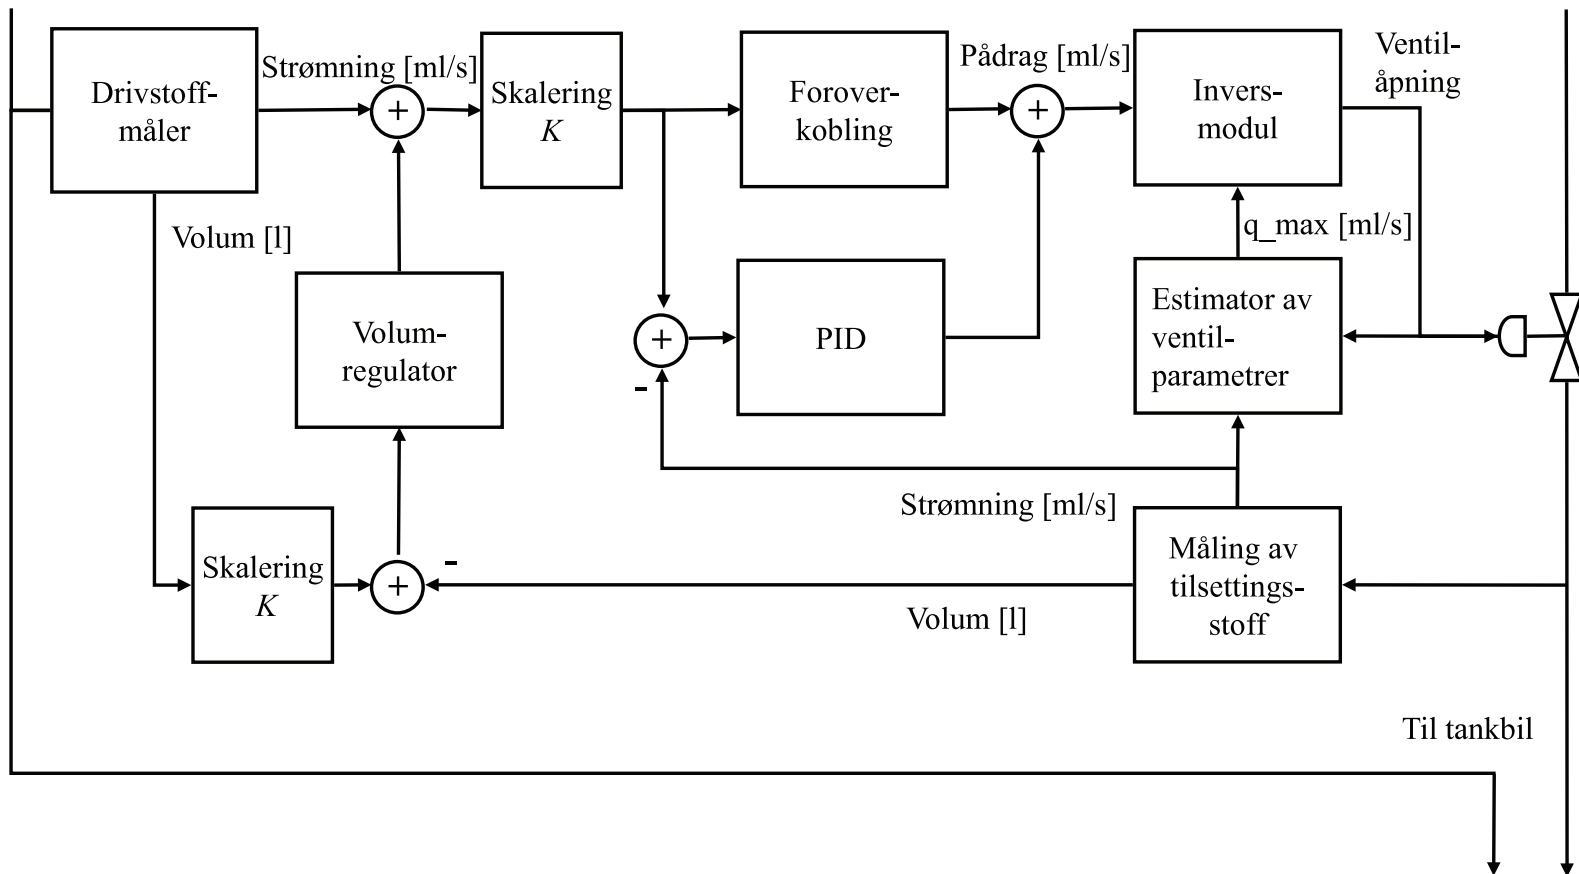 Drivstoff-
måler
Strømning [ml/s]
+
Skalering
K
Forover-
kobling
Pådrag [ml/s]
+
Invers-
modul
Ventil-
åpning
Volum [l]
q_max [ml/s]
Volum-
regulator
+
-
PID
Estimator av
ventil-
parametrer
Strømning [ml/s]
Skalering
K
+
-
Volum [l]
Måling av
tilsettings-
stoff
Til tankbil